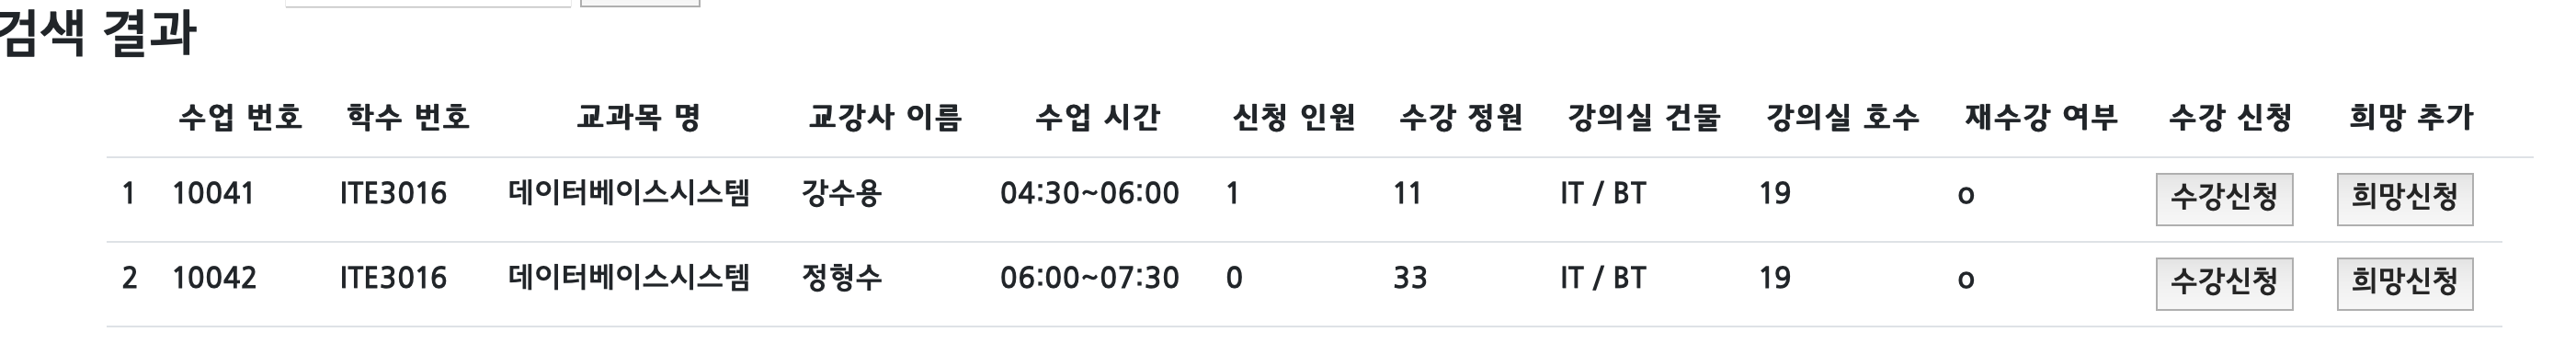 검색 결과
수업 번호 학수 번호 교과목 명 교강사 이름 수업 시간 신청 인원 수강 정원 강의실 건물 강의실 호수 재수강 여부 수강 신청 희망 추가
1 10041 ITE3016 데이터베이스시스템 강수용 04:30~06:00 1 11 IT / BT 19 o 수강신청 희망신청
2 10042 ITE3016 데이터베이스시스템 정형수 06:00~07:30 0 33 IT / BT 19 o 수강신청 희망신청